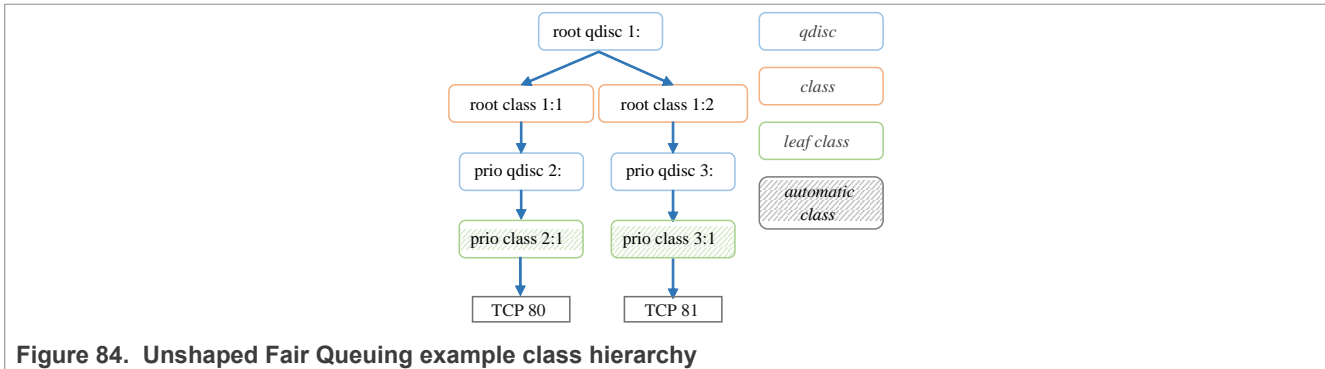 root qdisc 1:
qdisc
root class 1:1
root class 1:2
class
prio qdisc 2:
prio qdisc 3:
leaf class
prio class 2:1
prio class 3:1
automatic
class
TCP 80
TCP 81
Figure 84. Unshaped Fair Queuing example class hierarchy